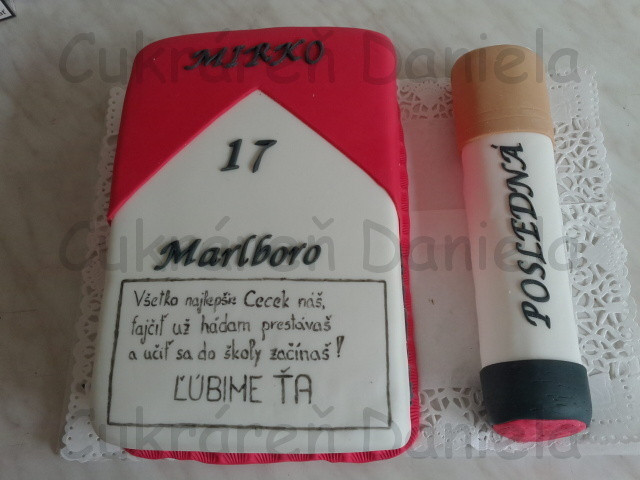 Cukráreň Daniela
MIRKO
17
Marlboro
Všetko najlepšie Cecek náš,
fajčiť už hádam prestávaš
a učiť sa do školy začínaš!
ĽÚBIME ŤA
POSLEDNÁ
Cukráreň Daniela
Cukráreň Daniela